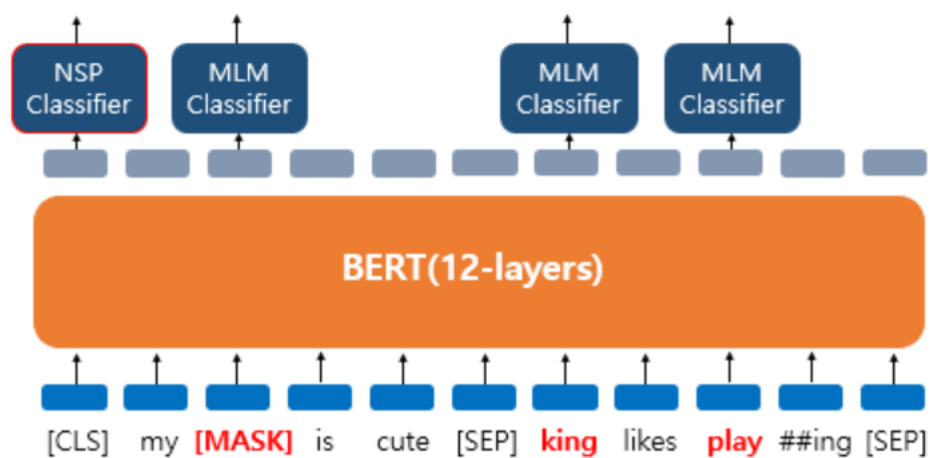 NSP
Classifier
MLM
Classifier
MLM
Classifier
MLM
Classifier
BERT(12-layers)
[CLS] my [MASK] is cute [SEP] king likes play ##ing [SEP]